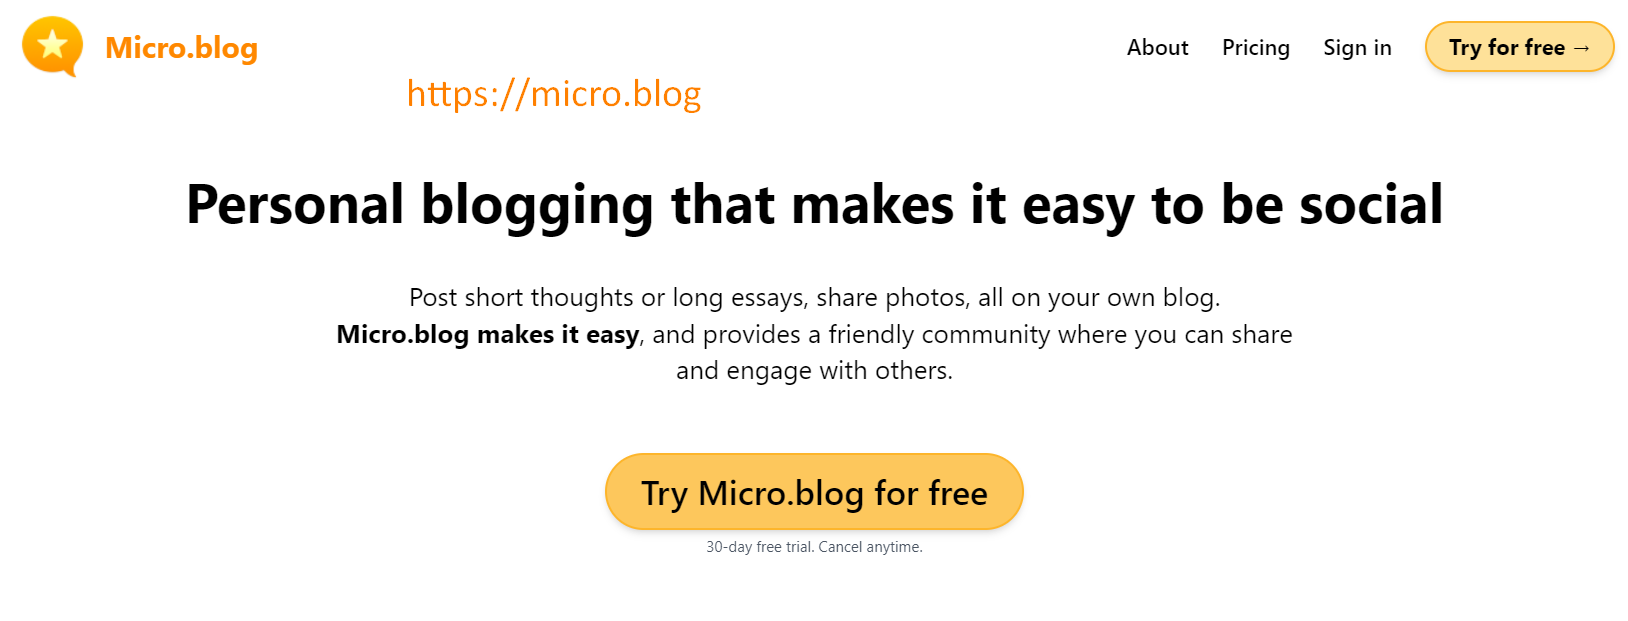 Micro.blog
About
Pricing
Sign in
Try for free →
https://micro.blog
Personal blogging that makes it easy to be social
Post short thoughts or long essays, share photos, all on your own blog.
Micro.blog makes it easy, and provides a friendly community where you can share
and engage with others.
Try Micro.blog for free
30-day free trial. Cancel anytime.